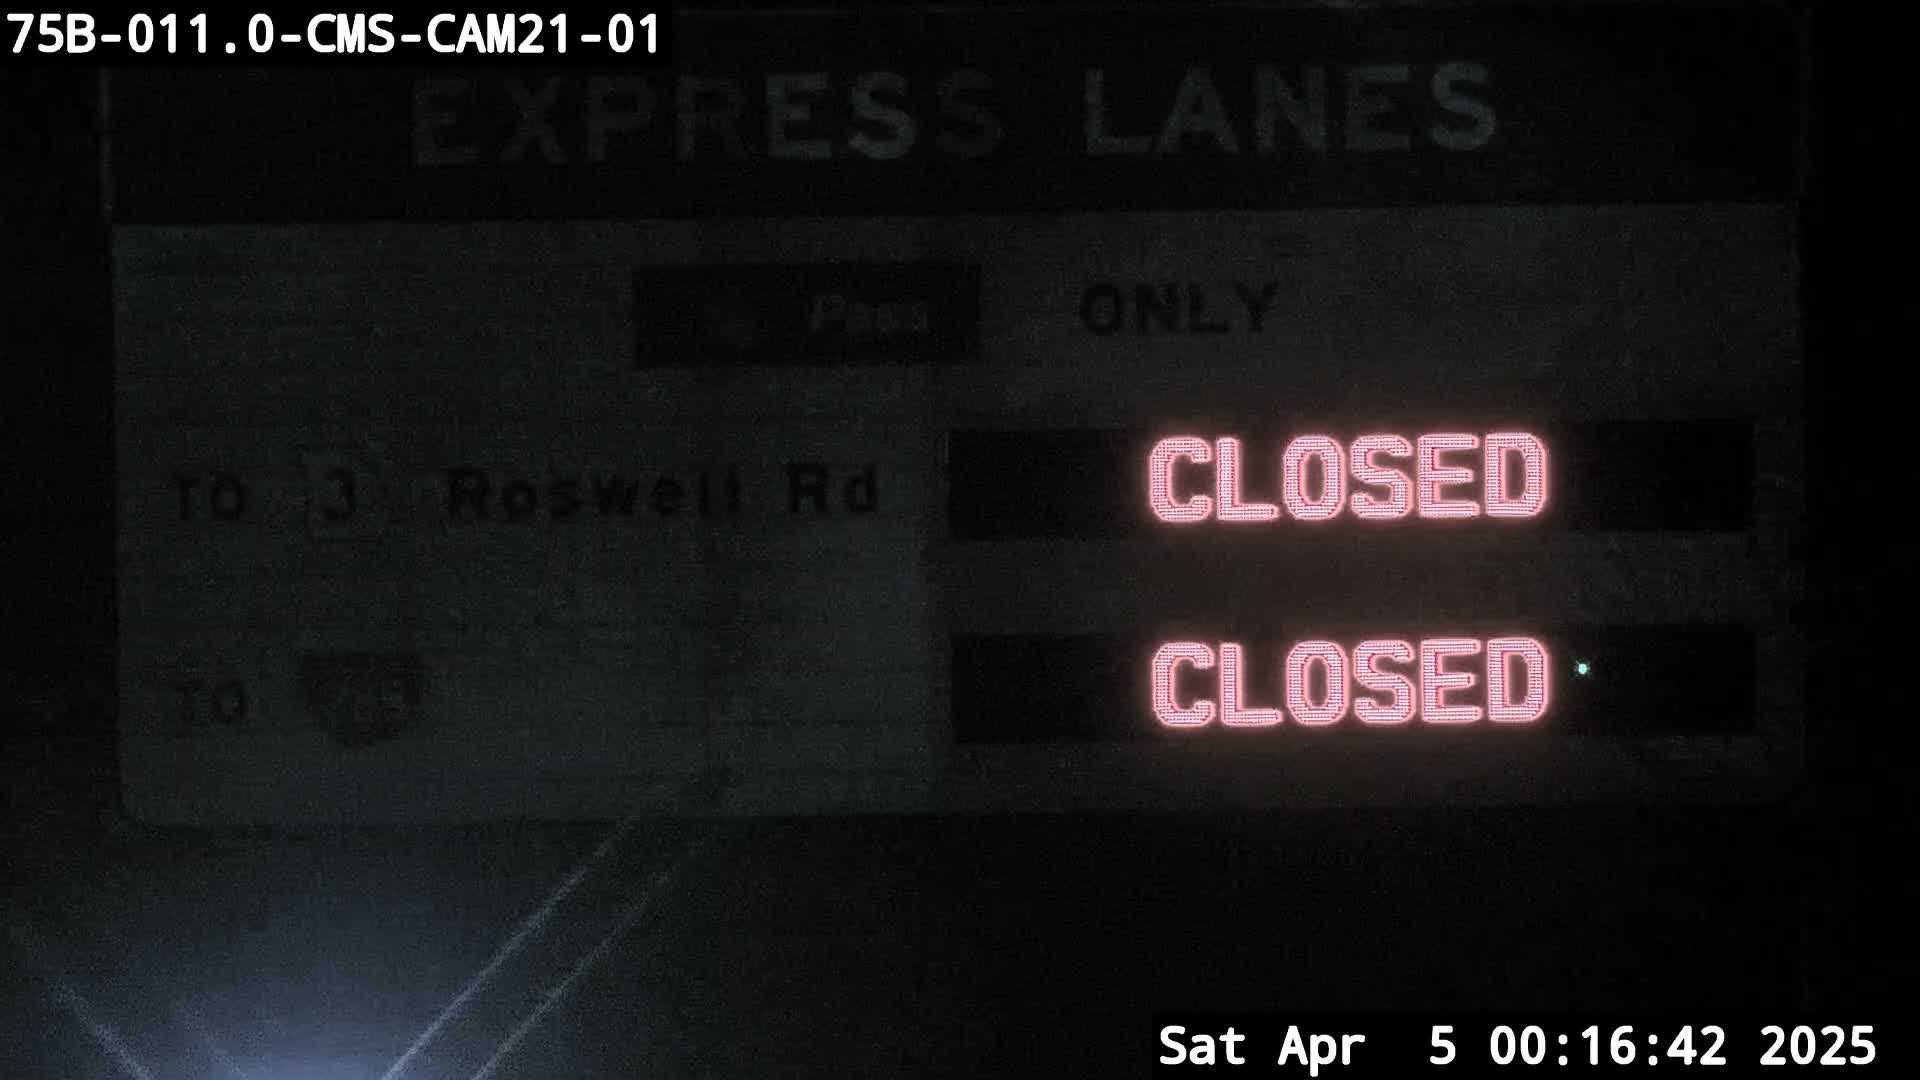 75B-011.0-CMS-CAM21-01
EXPRESS LANES
Pass ONLY
TO 3 Roswell Rd CLOSED
TO CLOSED
Sat Apr 5 00:16:42 2025